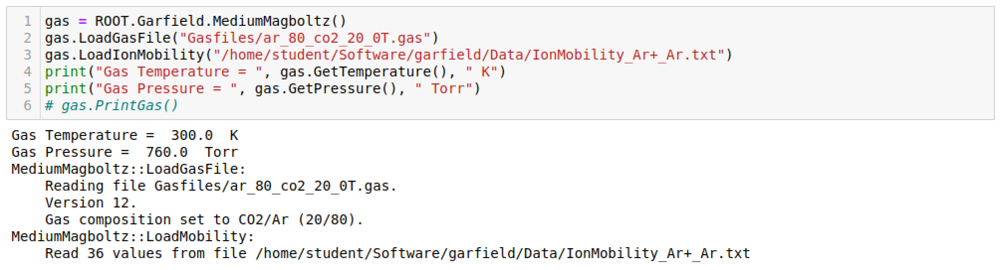 1 gas = ROOT.Garfield.MediumMagboltz()
2 gas.LoadGasFile("Gasfiles/ar_80_co2_20_0T.gas")
3 gas.LoadIonMobility("/home/student/Software/garfield/Data/IonMobility_Ar+_Ar.txt")
4 print("Gas Temperature = ", gas.GetTemperature(), " K")
5 print("Gas Pressure = ", gas.GetPressure(), " Torr")
6 # gas.PrintGas()
Gas Temperature =  300.0  K
Gas Pressure =  760.0  Torr
MediumMagboltz::LoadGasFile:
    Reading file Gasfiles/ar_80_co2_20_0T.gas.
    Version 12.
    Gas composition set to CO2/Ar (20/80).
MediumMagboltz::LoadMobility:
    Read 36 values from file /home/student/Software/garfield/Data/IonMobility_Ar+_Ar.txt